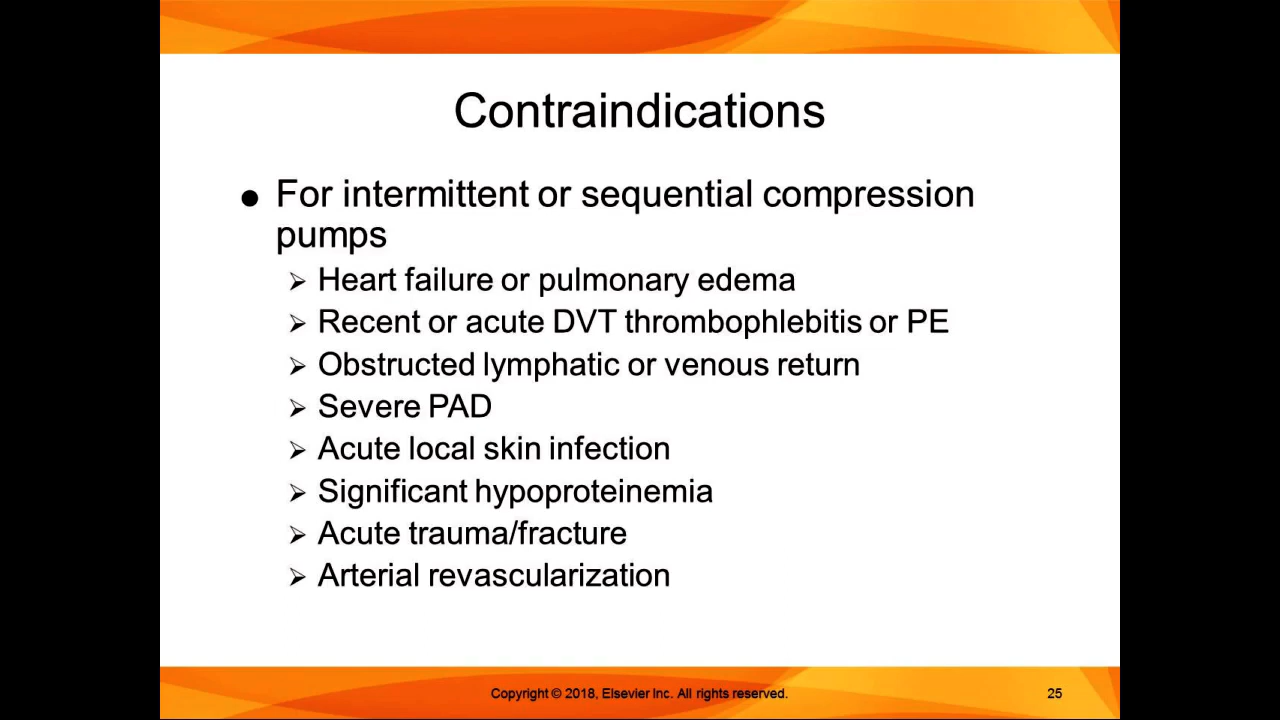 Contraindications
● For intermittent or sequential compression
pumps
➢ Heart failure or pulmonary edema
➢ Recent or acute DVT thrombophlebitis or PE
➢ Obstructed lymphatic or venous return
➢ Severe PAD
➢ Acute local skin infection
➢ Significant hypoproteinemia
➢ Acute trauma/fracture
➢ Arterial revascularization
Copyright © 2018, Elsevier Inc. All rights reserved.
25